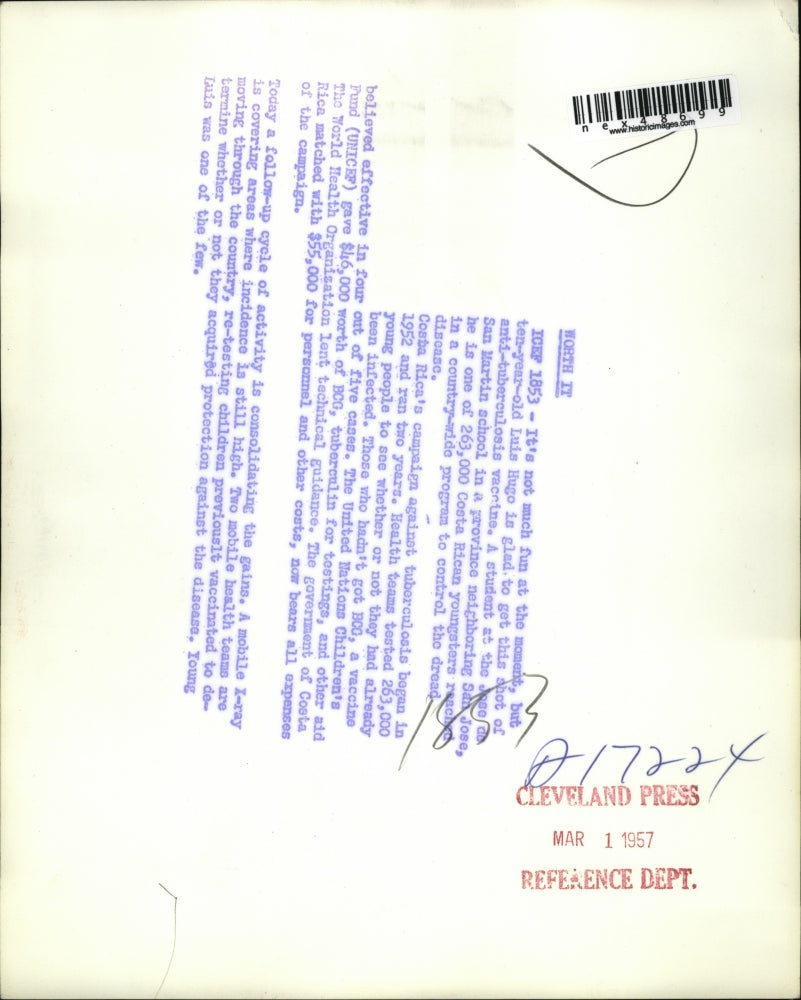 nex48699
www.historicimages.com
WORTH IT
ICEF 1853 - It's not much fun at the moment, but
ten-year-old Luis Hugo is glad to get this shot of
anti-tuberculosis vaccine. A student at the
San Martin school in a province neighboring San Jose,
he is one of 263,000 Costa Rican youngsters reached
in a country-wide program to control the dread
disease.
Costa Rica's campaign against tuberculosis began in
1952 and ran two years. Health teams tested 263,000
young people to see whether or not they had already
been infected. Those who hadn't got BCG, a vaccine
believed effective in four out of five cases. The United Nations Children's
Fund (UNICEF) gave $46,000 worth of BCG, tuberculin for testings, and other aid
The World Health Organization lent technical guidance. The government of Costa
Rica matched with $55,000 for personnel and other costs, now bears all expenses
of the campaign.
Today a follow-up cycle of activity is consolidating the gains. A mobile X-ray
is covering areas where incidence is still high. Two mobile health teams are
moving through the country, re-testing children previouslt vaccinated to de-
termine whether or not they acquired protection against the disease. Young
Luis was one of the few.
1853
A17224
CLEVELAND PRESS
MAR 1 1957
REFERENCE DEPT.